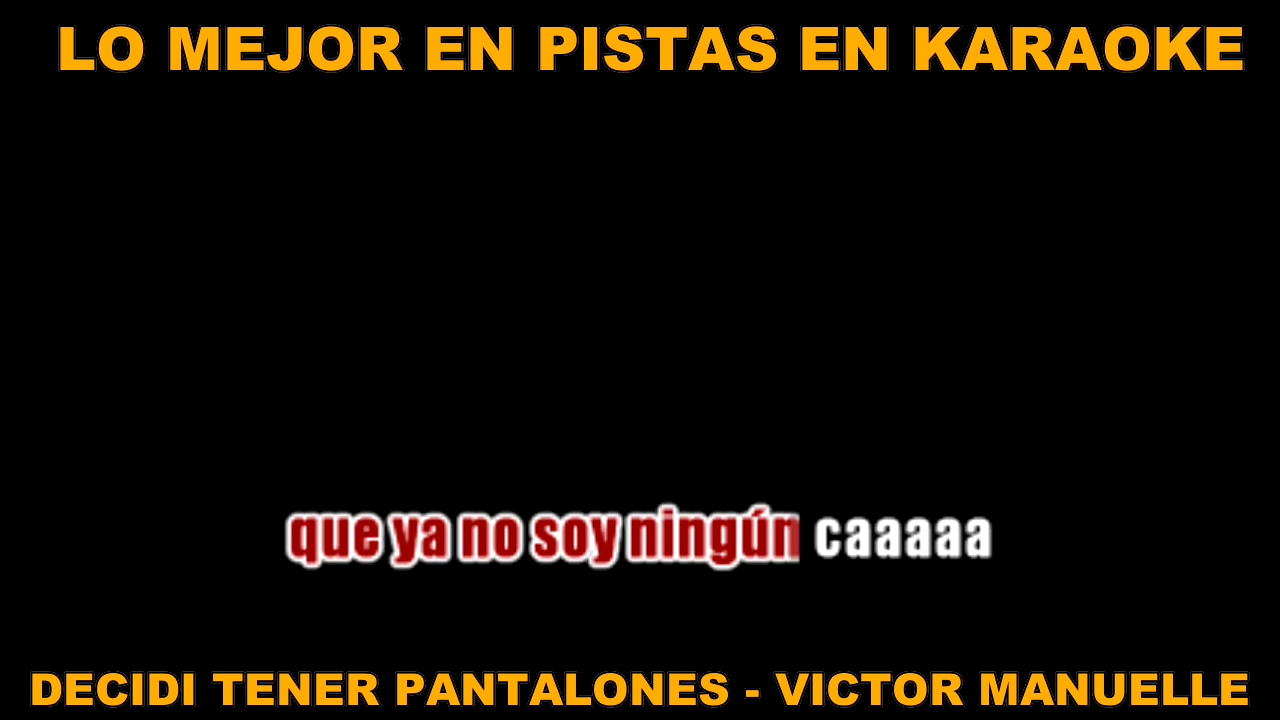 LO MEJOR EN PISTAS EN KARAOKE
que ya no soy ningún caaaaa
DECIDI TENER PANTALONES - VICTOR MANUELLE